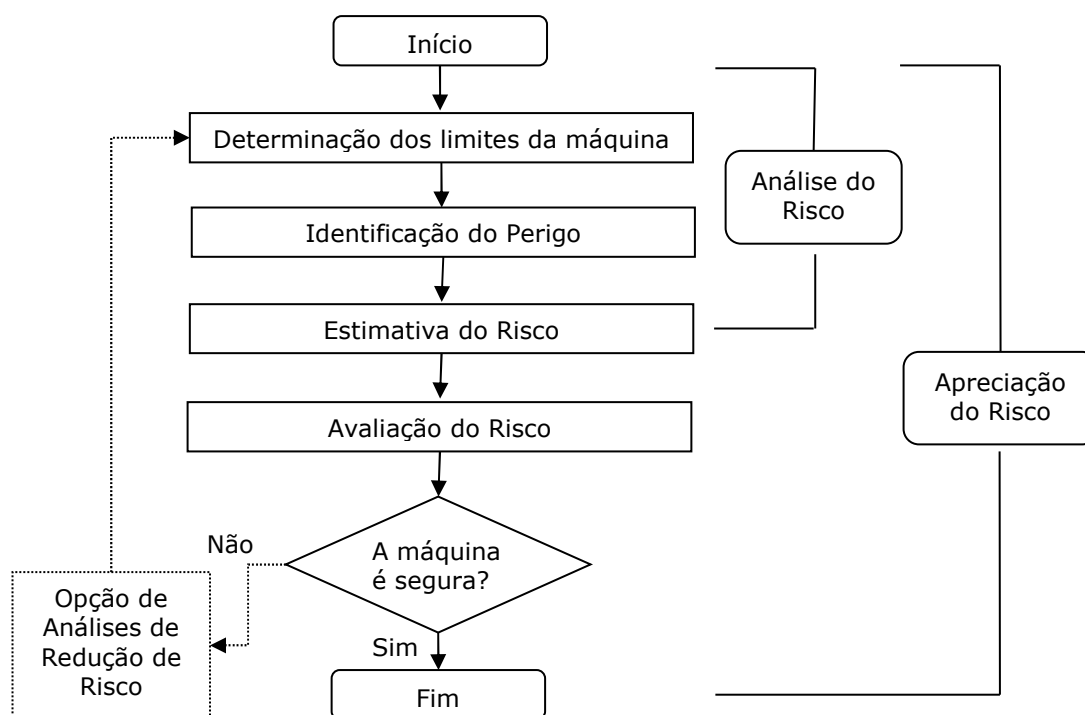 Início
Determinação dos limites da máquina
Identificação do Perigo
Estimativa do Risco
Avaliação do Risco
A máquina
é segura?
Não
Sim
Fim
Opção de
Análises de
Redução de
Risco
Análise do
Risco
Apreciação
do Risco